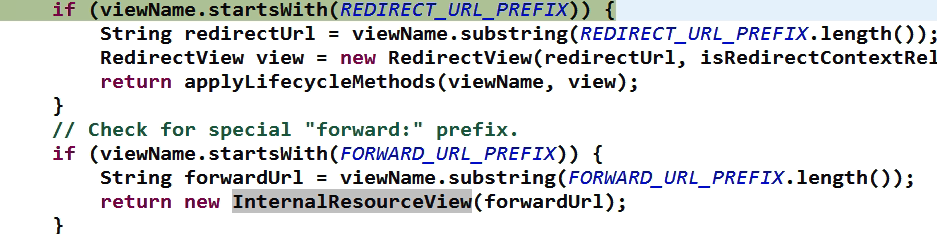 if (viewName.startsWith(REDIRECT_URL_PREFIX)) {
String redirectUrl = viewName.substring(REDIRECT_URL_PREFIX.length());
RedirectView view = new RedirectView(redirectUrl, isRedirectContextRel
return applyLifecycleMethods(viewName, view);
}
// Check for special "forward:" prefix.
if (viewName.startsWith(FORWARD_URL_PREFIX)) {
String forwardUrl = viewName.substring(FORWARD_URL_PREFIX.length());
return new InternalResourceView(forwardUrl);
}